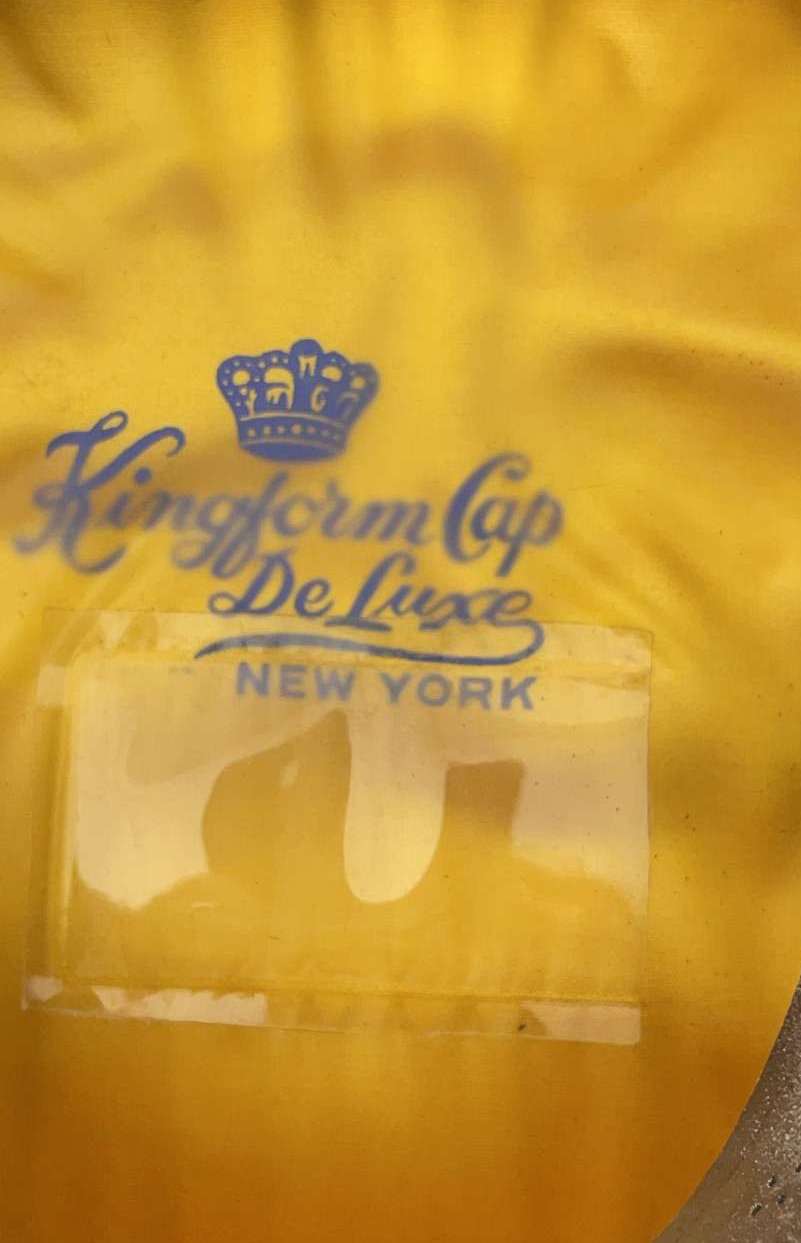 Kingform Cap
De Luxe
NEW YORK